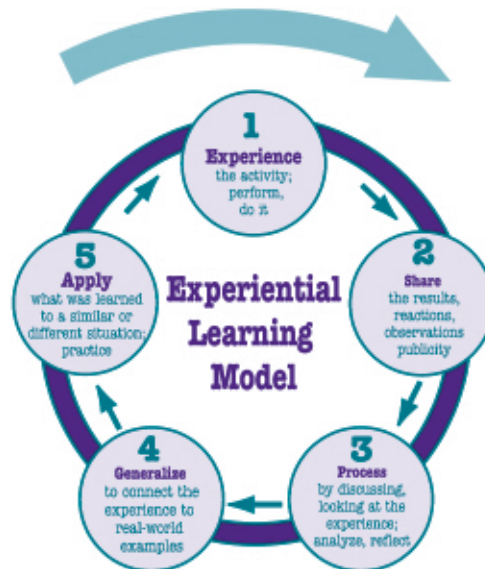 1
Experience
the activity;
perform,
do it
2
Share
the results,
reactions,
observations
publicity
3
Process
by discussing,
looking at the
experience;
analyze, reflect
4
Generalize
to connect the
experience to
real-world
examples
5
Apply
what was learned
to a similar or
different situation;
practice
Experiential
Learning
Model